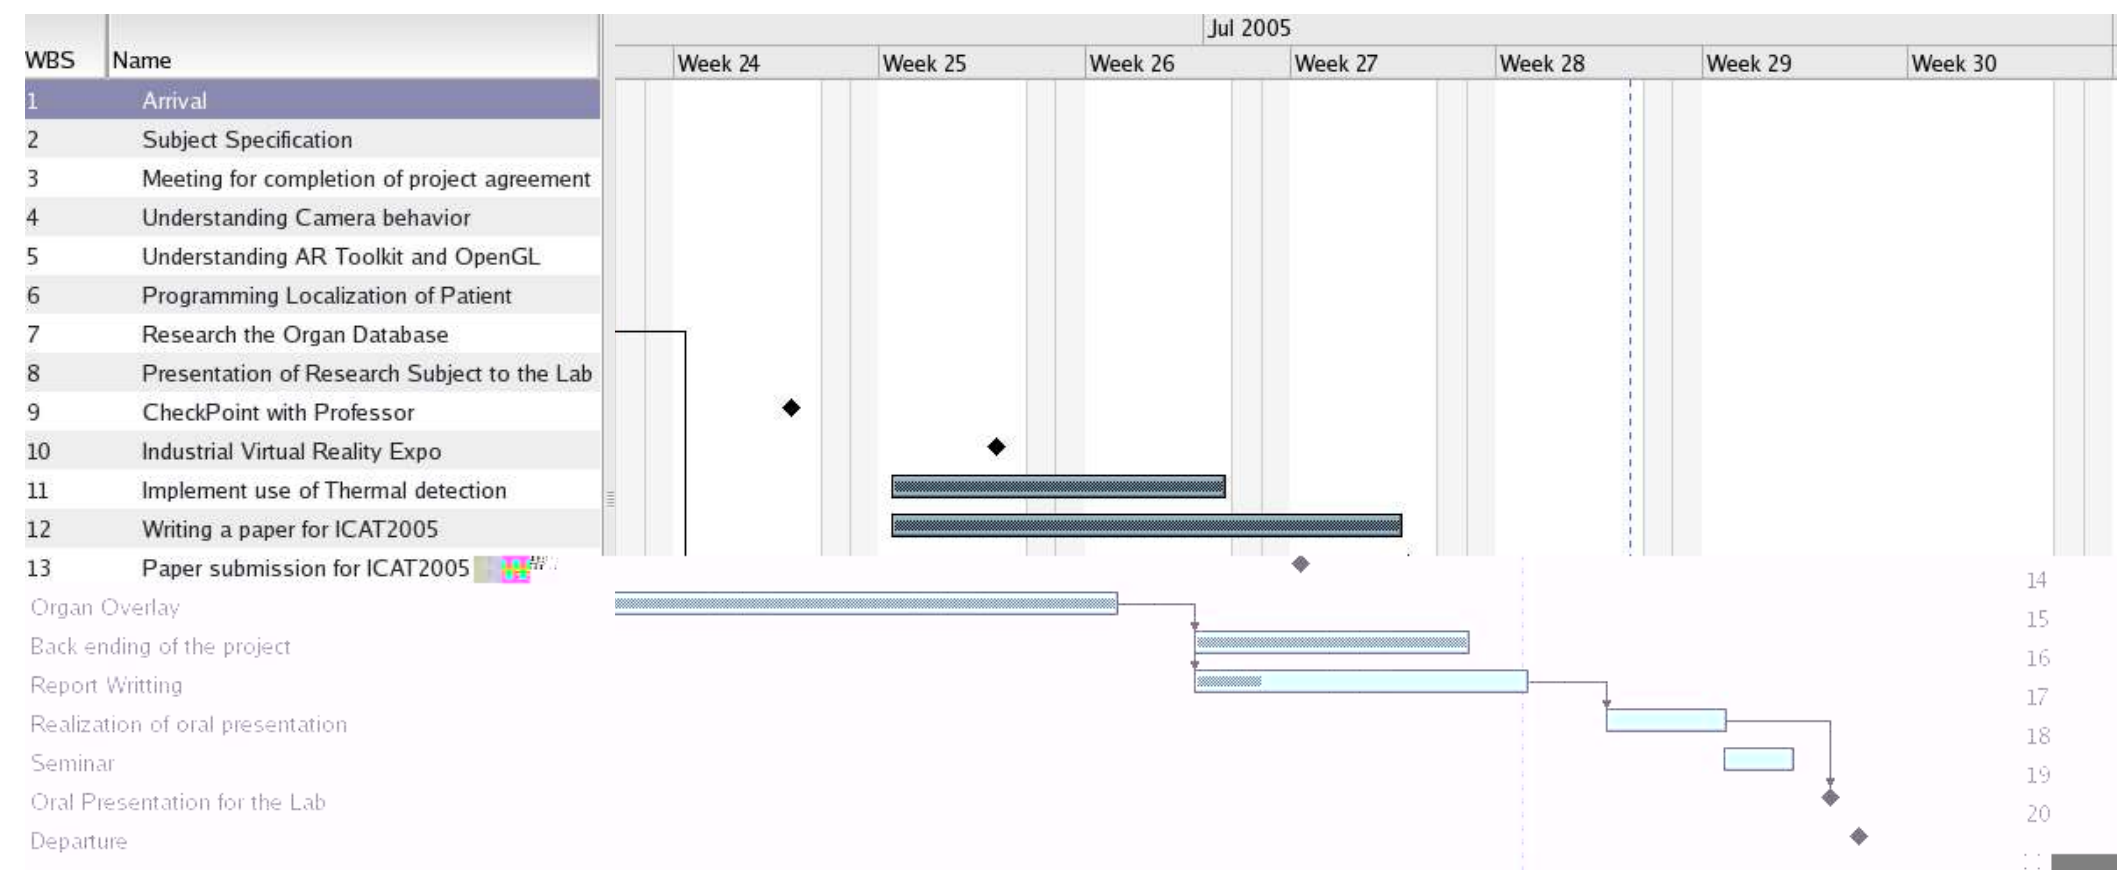 Jul 2005
WBS Name Week 24 Week 25 Week 26 Week 27 Week 28 Week 29 Week 30
1 Arrival
2 Subject Specification
3 Meeting for completion of project agreement
4 Understanding Camera behavior
5 Understanding AR Toolkit and OpenGL
6 Programming Localization of Patient
7 Research the Organ Database
8 Presentation of Research Subject to the Lab
9 CheckPoint with Professor
10 Industrial Virtual Reality Expo
11 Implement use of Thermal detection
12 Writing a paper for ICAT2005
13 Paper submission for ICAT2005
14
Organ Overlay
15
Back ending of the project
16
Report Writting
17
Realization of oral presentation
18
Seminar
19
Oral Presentation for the Lab
20
Departure